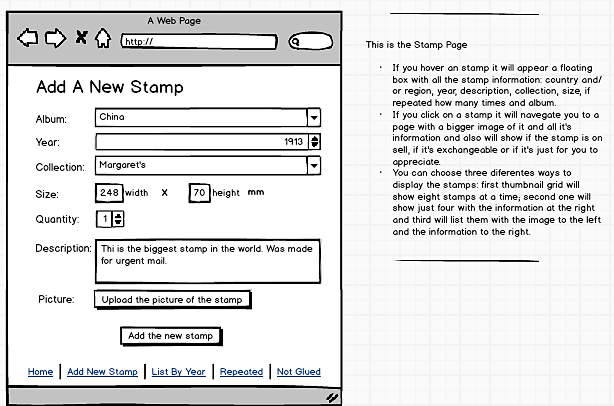 A Web Page
http://
Add A New Stamp
Album: China
Year: 1913
Collection: Margaret's
Size: 248 width X 70 height mm
Quantity: 1
Description: Thi is the biggest stamp in the world. Was made
for urgent mail.
Picture: Upload the picture of the stamp
Add the new stamp
Home Add New Stamp List By Year Repeated Not Glued
This is the Stamp Page
· If you hover an stamp it will appear a floating
box with all the stamp information: country and/
or region, year, description, collection, size, if
repeated how many times and album.
· If you click on a stamp it will navegate you to a
page with a bigger image of it and all it's
information and also will show if the stamp is on
sell, if it's exchangeable or if it's just for you to
appreciate.
· You can choose three diferentes ways to
display the stamps: first thumbnail grid will
show eight stamps at a time; second one will
show just four with the information at the right
and third will list them with the image to the left
and the information to the right.